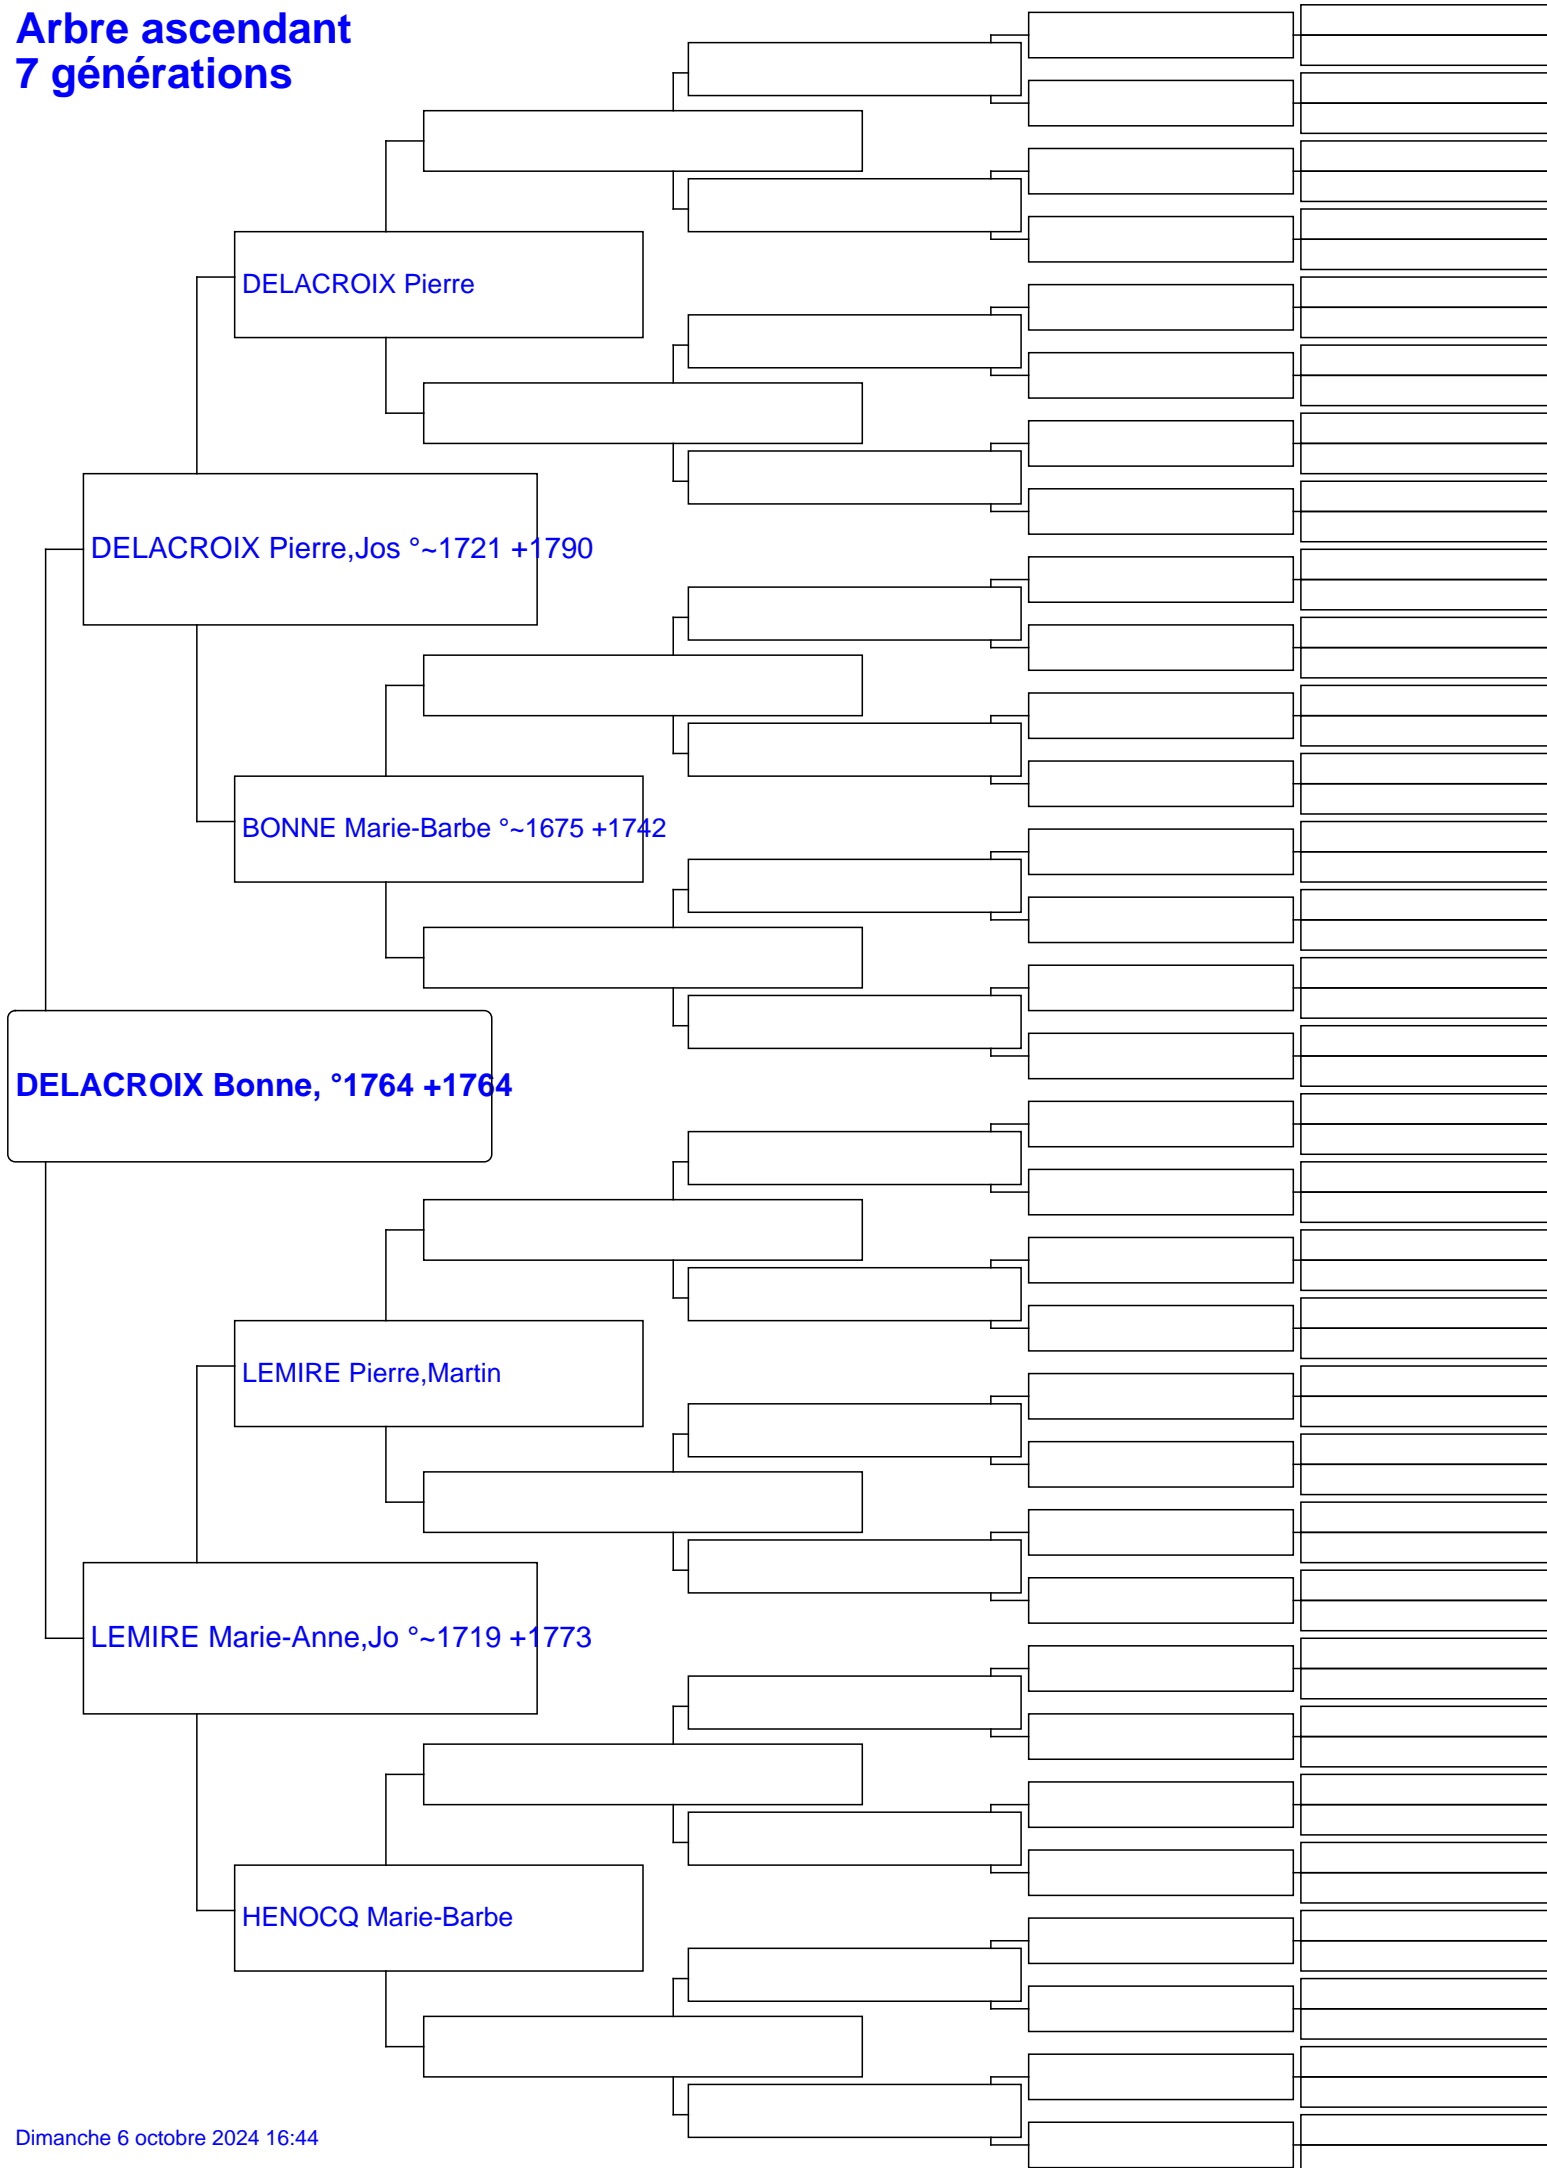 Arbre ascendant
7 générations
DELACROIX Pierre
DELACROIX Pierre,Jos °~1721 +1790
BONNE Marie-Barbe °~1675 +1742
DELACROIX Bonne, °1764 +1764
LEMIRE Pierre,Martin
LEMIRE Marie-Anne,Jo °~1719 +1773
HENOCQ Marie-Barbe
Dimanche 6 octobre 2024 16:44